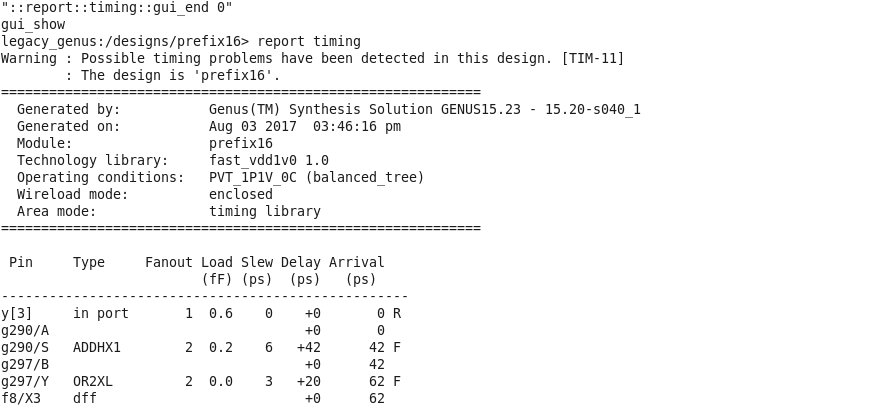 "::report::timing::gui_end 0"
gui_show
legacy_genus:/designs/prefix16> report timing
Warning : Possible timing problems have been detected in this design. [TIM-11]
        : The design is 'prefix16'.
============================================================
  Generated by:           Genus(TM) Synthesis Solution GENUS15.23 - 15.20-s040_1
  Generated on:           Aug 03 2017  03:46:16 pm
  Module:                 prefix16
  Technology library:     fast_vdd1v0 1.0
  Operating conditions:   PVT_1P1V_0C (balanced_tree)
  Wireload mode:          enclosed
  Area mode:              timing library
============================================================
 Pin     Type     Fanout Load Slew Delay Arrival
                         (fF) (ps)  (ps)   (ps)
---------------------------------------------------
y[3]     in port       1  0.6    0    +0       0 R
g290/A                                +0       0
g290/S   ADDHX1        2  0.2    6   +42      42 F
g297/B                                +0      42
g297/Y   OR2XL         2  0.0    3   +20      62 F
f8/X3    dff                          +0      62